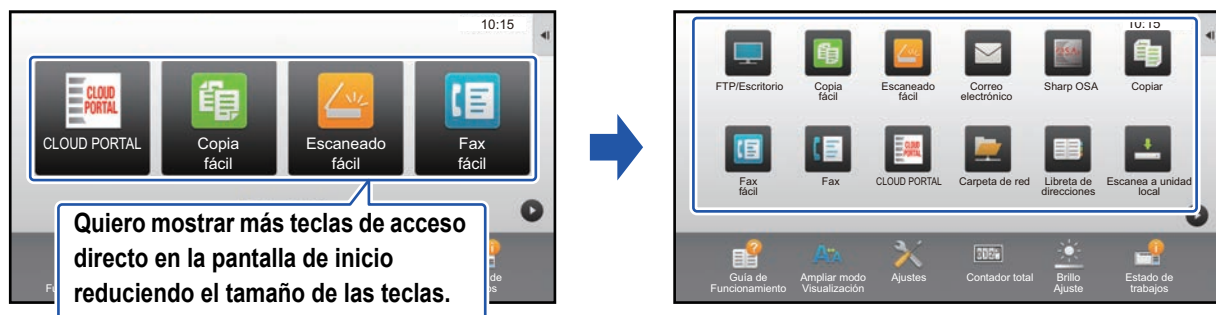 10:15
CLOUD
PORTAL
CLOUD PORTAL
Copia
fácil
Escaneado
fácil
Fax
fácil
Quiero mostrar más teclas de acceso
directo en la pantalla de inicio
reduciendo el tamaño de las teclas.
10:15
FTP/Escritorio
Copia
fácil
Escaneado
fácil
Correo
electrónico
OSA
Sharp OSA
Copiar
Fax
fácil
Fax
CLOUD
PORTAL
CLOUD PORTAL
Carpeta de red
Libreta de
direcciones
Escanea a unidad
local
Guía de
Funcionamiento
Ampliar modo
Visualización
Ajustes
Contador total
Brillo
Ajuste
Estado de
trabajos